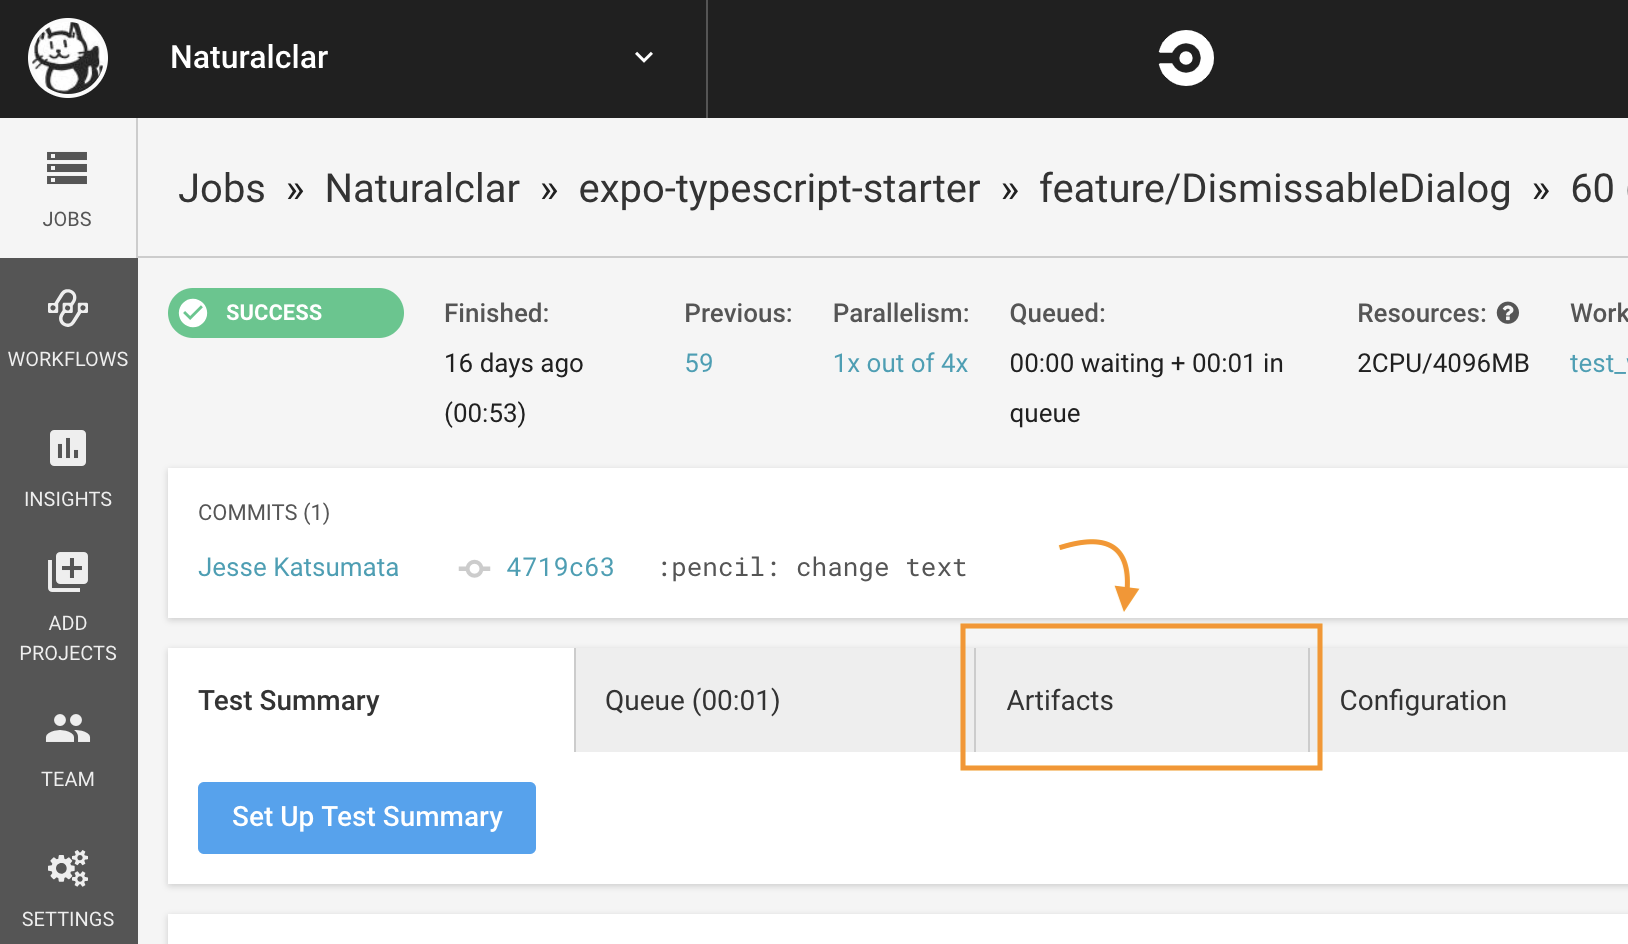 Naturalclar
JOBS
Jobs » Naturalclar » expo-typescript-starter » feature/DismissableDialog » 60
WORKFLOWS
INSIGHTS
ADD
PROJECTS
TEAM
SETTINGS
SUCCESS
Finished:
16 days ago
(00:53)
Previous:
59
Parallelism:
1x out of 4x
Queued:
00:00 waiting + 00:01 in
queue
Resources:
2CPU/4096MB
Work
test_
COMMITS (1)
Jesse Katsumata 4719c63 :pencil: change text
Test Summary
Queue (00:01)
Artifacts
Configuration
Set Up Test Summary